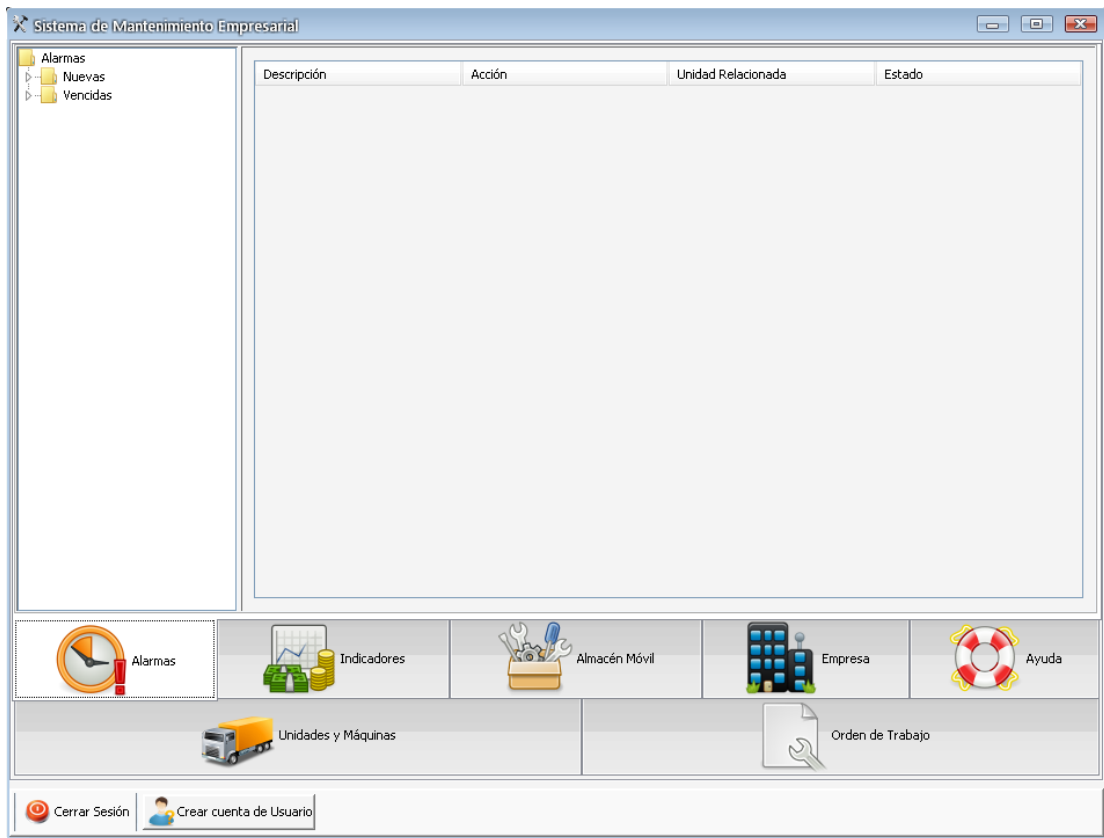 Sistema de Mantenimiento Empresarial
Alarmas
Nuevas
Vencidas
Descripción Acción Unidad Relacionada Estado
Alarmas Indicadores Almacén Móvil Empresa Ayuda
Unidades y Máquinas Orden de Trabajo
Cerrar Sesión Crear cuenta de Usuario